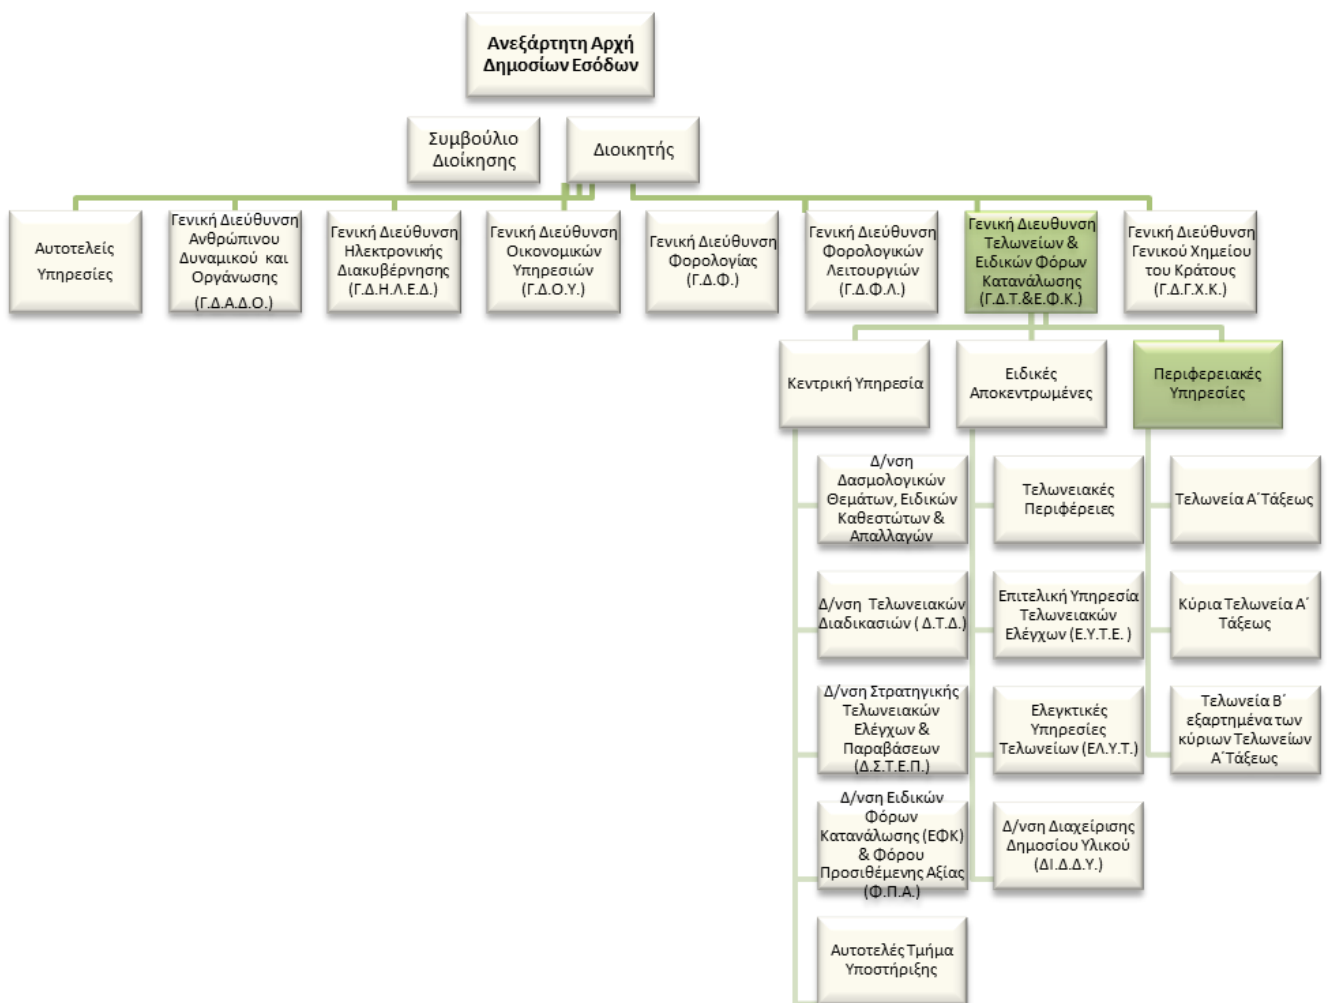 Ανεξάρτητη Αρχή
Δημοσίων Εσόδων
Συμβούλιο
Διοίκησης
Διοικητής
Αυτοτελείς
Υπηρεσίες
Γενική Διεύθυνση
Ανθρώπινου
Δυναμικού και
Οργάνωσης
(Γ.Δ.Α.Δ.Ο.)
Γενική Διεύθυνση
Ηλεκτρονικής
Διακυβέρνησης
(Γ.Δ.Η.Λ.Ε.Δ.)
Γενική Διεύθυνση
Οικονομικών
Υπηρεσιών
(Γ.Δ.Ο.Υ.)
Γενική Διεύθυνση
Φορολογίας
(Γ.Δ.Φ.)
Γενική Διεύθυνση
Φορολογικών
Λειτουργιών
(Γ.Δ.Φ.Λ.)
Γενική Διευθυνση
Τελωνείων &
Ειδικών Φόρων
Κατανάλωσης
(Γ.Δ.Τ.&Ε.Φ.Κ.)
Γενική Διεύθυνση
Γενικού Χημείου
του Κράτους
(Γ.Δ.Γ.Χ.Κ.)
Κεντρική Υπηρεσία
Ειδικές
Αποκεντρωμένες
Περιφερειακές
Υπηρεσίες
Δ/νση
Δασμολογικών
Θεμάτων, Ειδικών
Καθεστώτων &
Απαλλαγών
Δ/νση Τελωνειακών
Διαδικασιών ( Δ.Τ.Δ.)
Δ/νση Στρατηγικής
Τελωνειακών
Ελέγχων &
Παραβάσεων
(Δ.Σ.Τ.Ε.Π.)
Δ/νση Ειδικών
Φόρων
Κατανάλωσης (ΕΦΚ)
& Φόρου
Προσιθέμενης Αξίας
(Φ.Π.Α.)
Αυτοτελές Τμήμα
Υποστήριξης
Τελωνειακές
Περιφέρειες
Επιτελική Υπηρεσία
Τελωνειακών
Ελέγχων (Ε.Υ.Τ.Ε. )
Ελεγκτικές
Υπηρεσίες
Τελωνείων (ΕΛ.Υ.Τ.)
Δ/νση Διαχείρισης
Δημοσίου Υλικού
(ΔΙ.Δ.Δ.Υ.)
Τελωνεία Α΄Τάξεως
Κύρια Τελωνεία Α΄
Τάξεως
Τελωνεία Β΄
εξαρτημένα των
κύριων Τελωνείων
Α΄Τάξεως